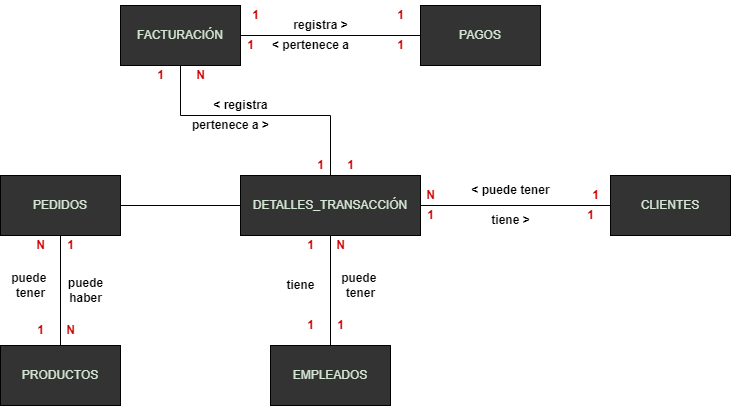 1
registra >
1
FACTURACIÓN
PAGOS
1
< pertenece a
1
1
N
< registra
pertenece a >
1
1
PEDIDOS
DETALLES_TRANSACCIÓN
N
< puede tener
1
CLIENTES
1
tiene >
1
N
1
1
N
puede
tener
puede
haber
tiene
puede
tener
1
N
1
1
PRODUCTOS
EMPLEADOS